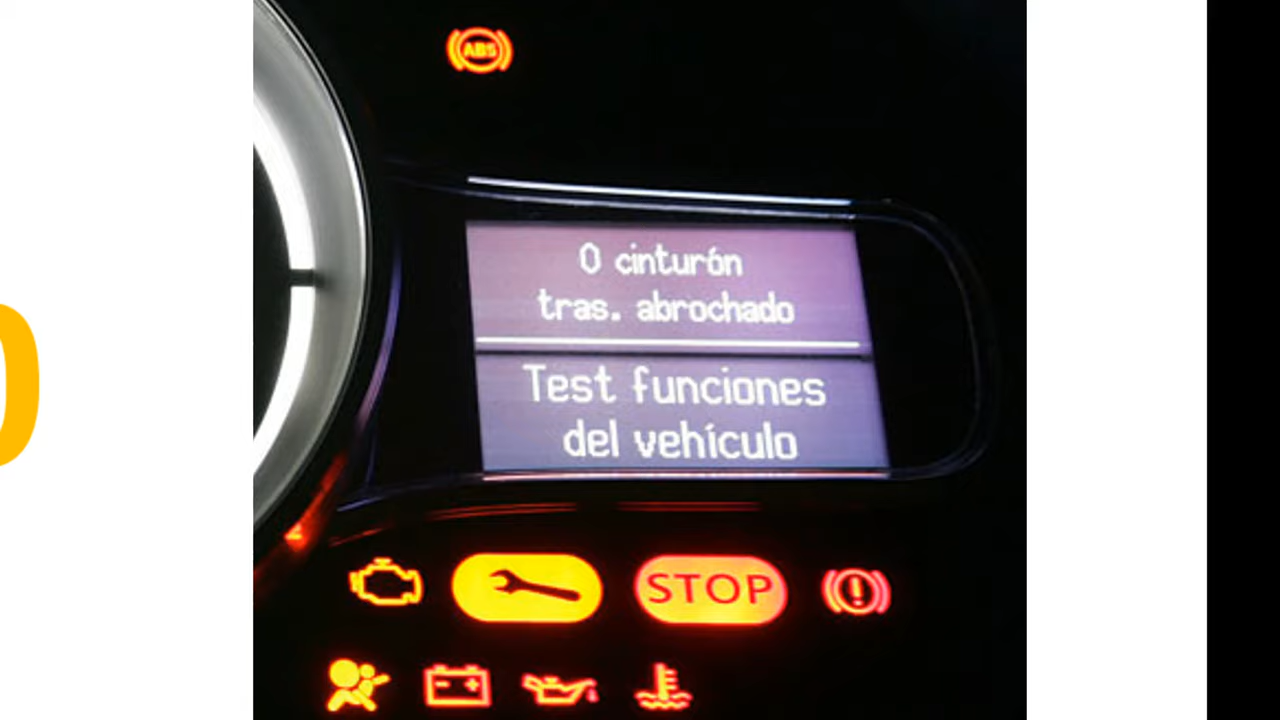 ABS
0 cinturón
tras. abrochado
Test funciones
del vehículo
STOP